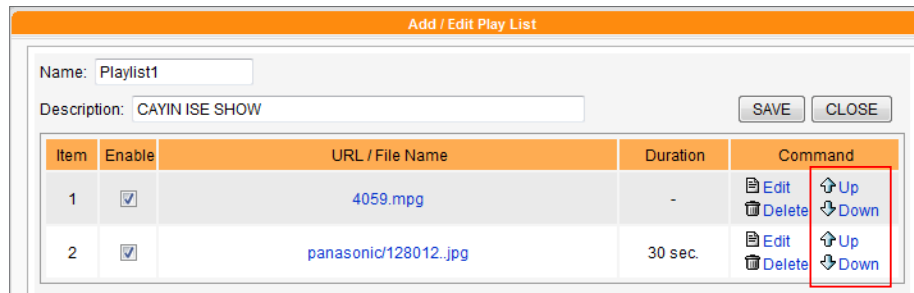 Add / Edit Play List
Name: Playlist1
Description: CAYIN ISE SHOW SAVE CLOSE
Item Enable URL / File Name Duration Command
1 4059.mpg - Edit Up
Delete Down
2 panasonic/128012..jpg 30 sec. Edit Up
Delete Down